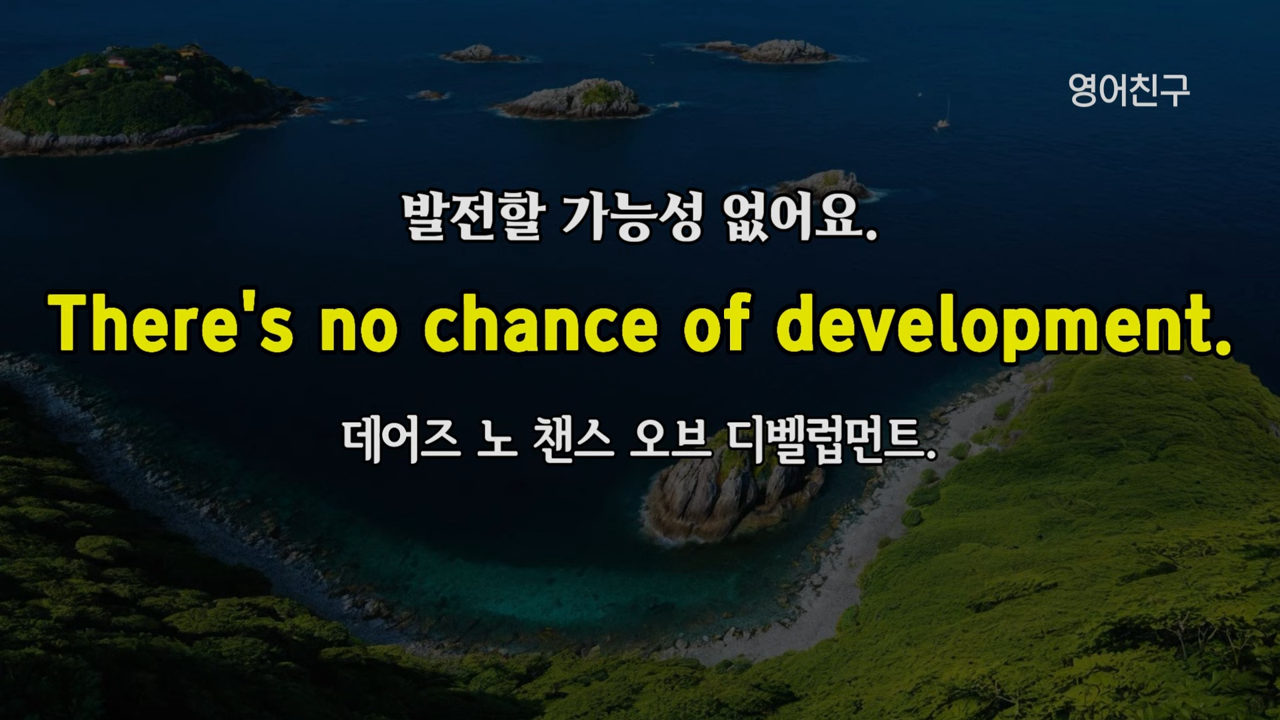 영어친구
발전할 가능성 없어요.
There's no chance of development.
데어즈 노 챈스 오브 디벨럽먼트.